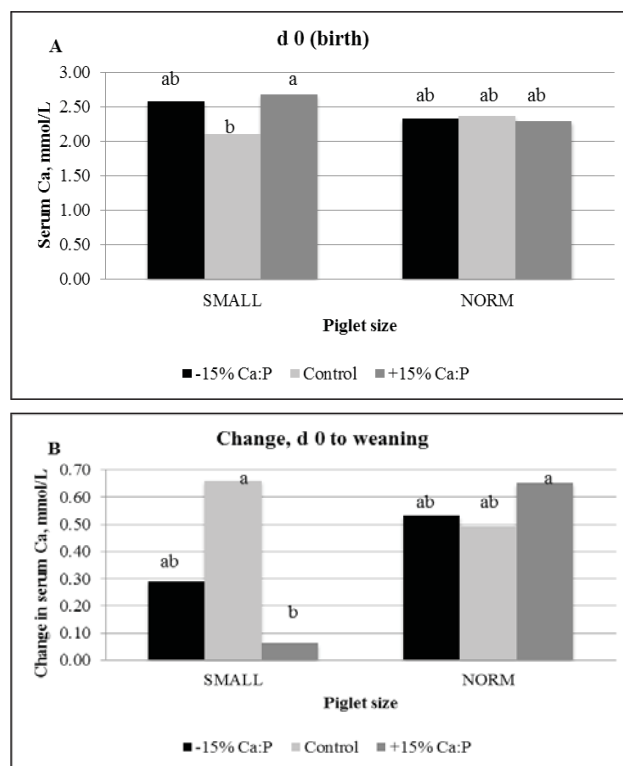 A
d 0 (birth)
Serum Ca, mmol/L
3.00
2.50
2.00
1.50
1.00
0.50
0.00
ab
b
a
ab
ab
ab
SMALL
NORM
Piglet size
-15% Ca:P
Control
+15% Ca:P
B
Change, d 0 to weaning
Change in serum Ca, mmol/L
0.70
0.60
0.50
0.40
0.30
0.20
0.10
0.00
ab
a
b
ab
ab
a
SMALL
NORM
Piglet size
-15% Ca:P
Control
+15% Ca:P